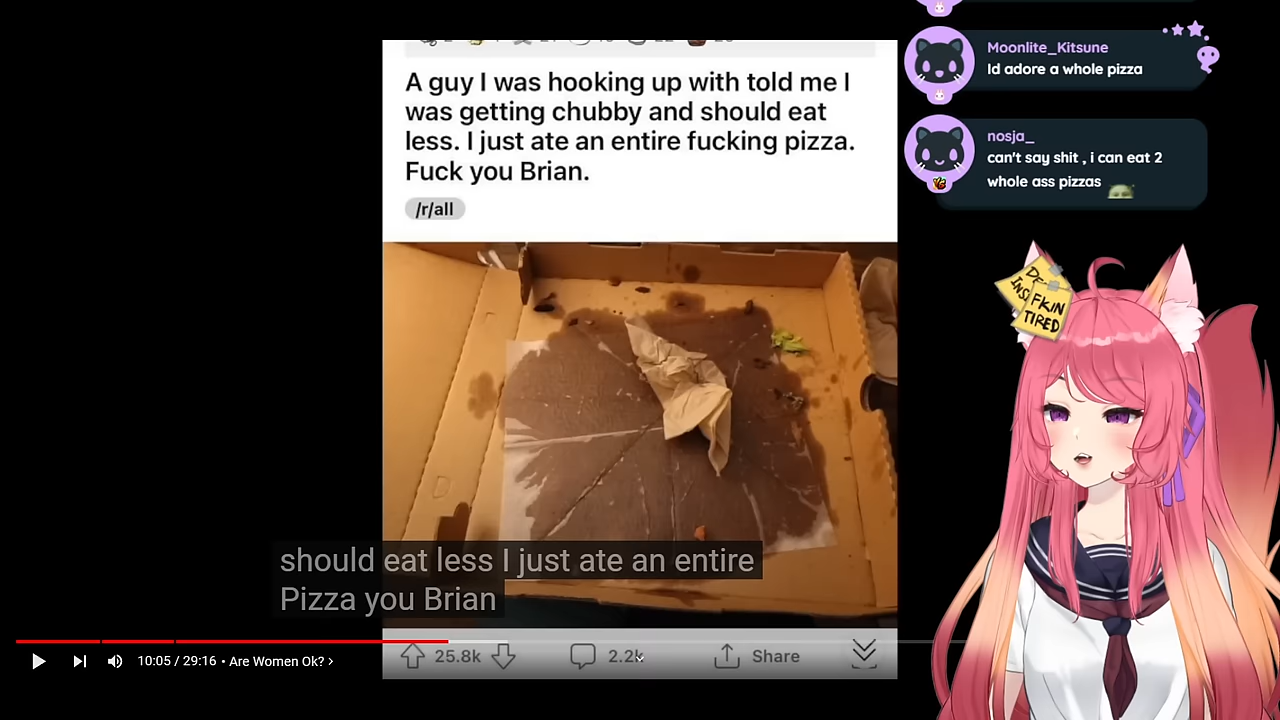 A guy I was hooking up with told me I
was getting chubby and should eat
less. I just ate an entire fucking pizza.
Fuck you Brian.
/r/all
should eat less I just ate an entire
Pizza you Brian
25.8k
2.2k
Share
10:05 / 29:16 • Are Women Ok? >
Moonlite_Kitsune
Id adore a whole pizza
nosja_
can't say shit , i can eat 2
whole ass pizzas
FKIN
TIRED